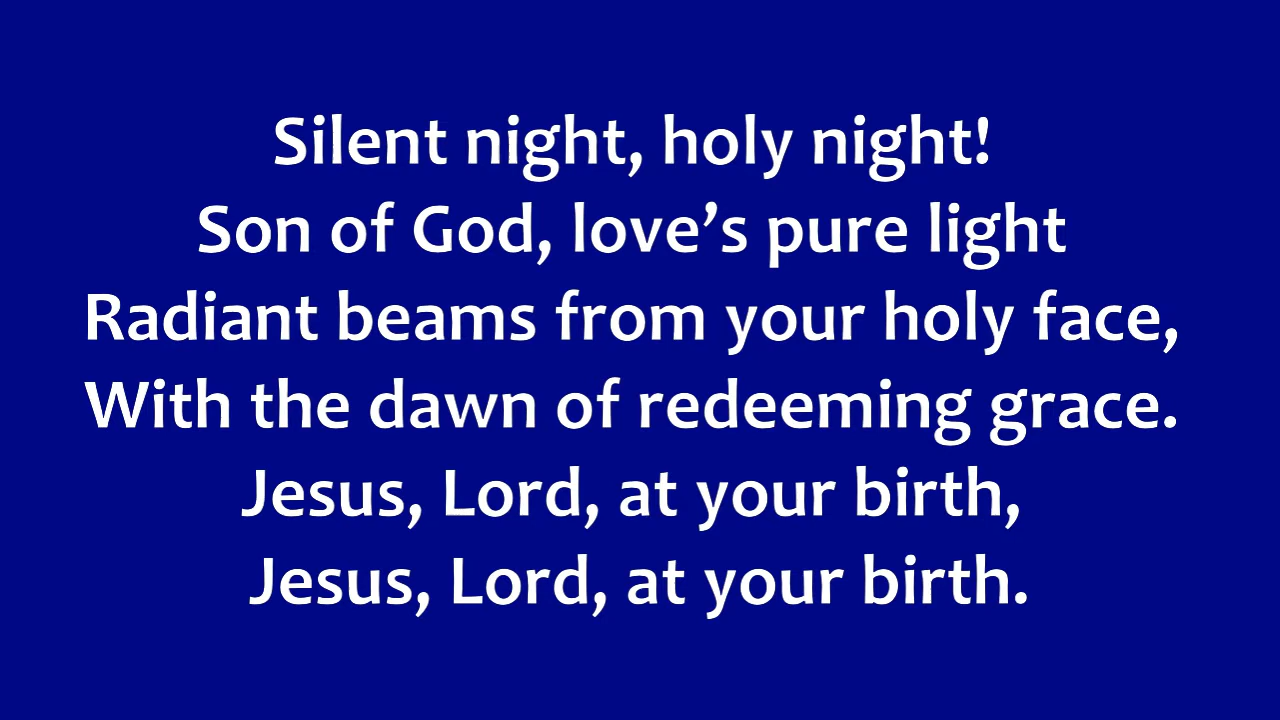 Silent night, holy night!
Son of God, love’s pure light
Radiant beams from your holy face,
With the dawn of redeeming grace.
Jesus, Lord, at your birth,
Jesus, Lord, at your birth.